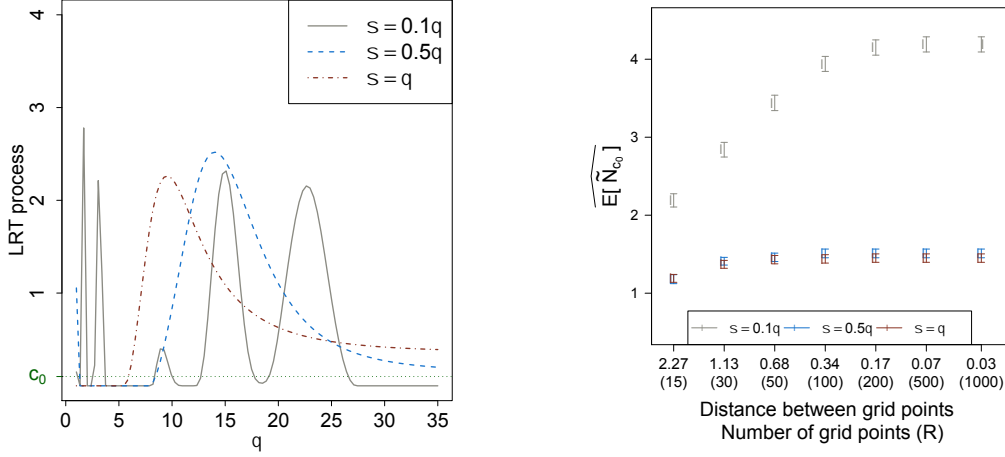 4
3
2
1
c0
LRT process
s = 0.1q
s = 0.5q
s = q
0 5 10 15 20 25 30 35
q
4
3
2
1
E[ Ñc0 ]
s = 0.1q s = 0.5q s = q
2.27 1.13 0.68 0.34 0.17 0.07 0.03
(15) (30) (50) (100) (200) (500) (1000)
Distance between grid points
Number of grid points (R)